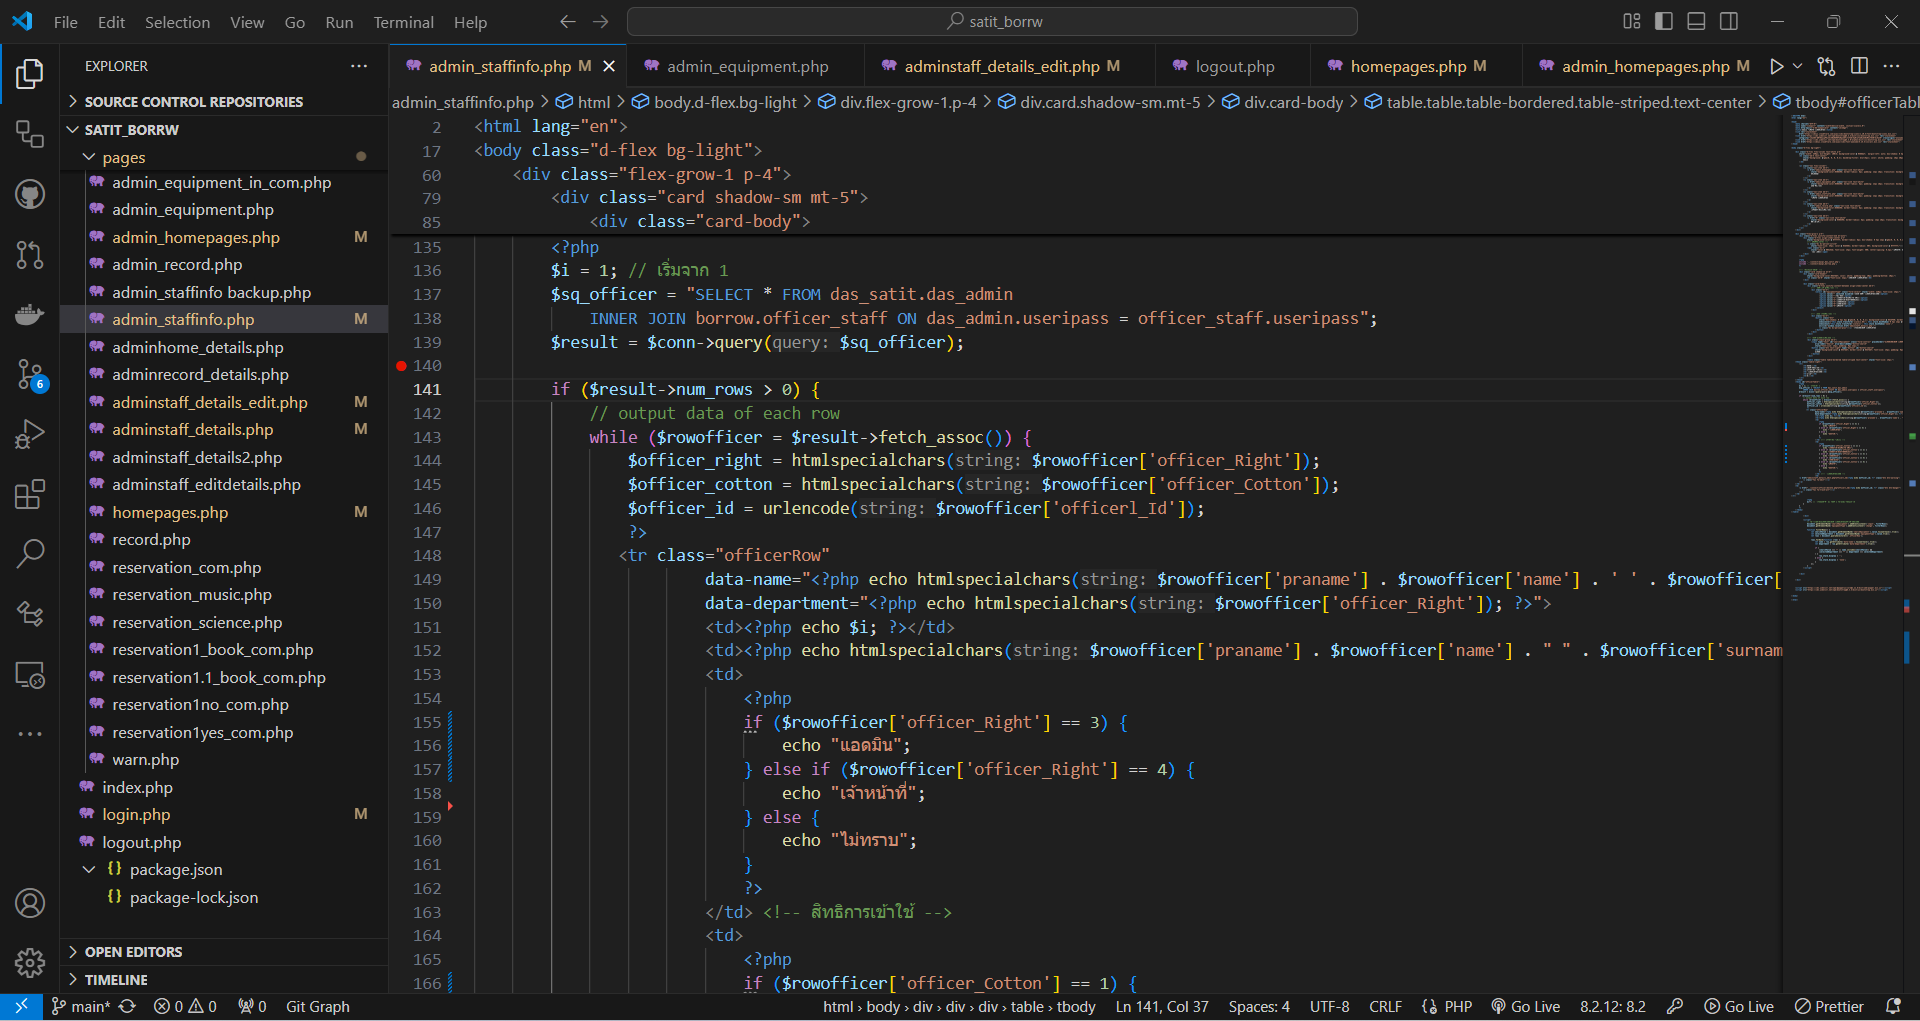 File Edit Selection View Go Run Terminal Help
satit_borrw
EXPLORER
SOURCE CONTROL REPOSITORIES
SATIT_BORRW
pages
admin_equipment_in_com.php
admin_equipment.php
admin_homepages.php M
admin_record.php
admin_staffinfo backup.php
admin_staffinfo.php M
adminhome_details.php
adminrecord_details.php
adminstaff_details_edit.php M
adminstaff_details.php M
adminstaff_details2.php
adminstaff_editdetails.php
homepages.php M
record.php
reservation_com.php
reservation_music.php
reservation_science.php
reservation1_book_com.php
reservation1.1_book_com.php
reservation1no_com.php
reservation1yes_com.php
warn.php
index.php
login.php M
logout.php
package.json
package-lock.json
OPEN EDITORS
TIMELINE
6
admin_staffinfo.php M admin_equipment.php adminstaff_details_edit.php M logout.php homepages.php M admin_homepages.php M
admin_staffinfo.php > html > body.d-flex.bg-light > div.flex-grow-1.p-4 > div.card.shadow-sm.mt-5 > div.card-body > table.table.table-bordered.table-striped.text-center > tbody#officerTabl
2 <html lang="en">
17 <body class="d-flex bg-light">
60 <div class="flex-grow-1 p-4">
79 <div class="card shadow-sm mt-5">
85 <div class="card-body">
135 <?php
136 $i = 1; // เริ่มจาก 1
137 $sq_officer = "SELECT * FROM das_satit.das_admin
138 INNER JOIN borrow.officer_staff ON das_admin.useripass = officer_staff.useripass";
139 $result = $conn->query(query: $sq_officer);
140
141 if ($result->num_rows > 0) {
142 // output data of each row
143 while ($rowofficer = $result->fetch_assoc()) {
144 $officer_right = htmlspecialchars(string: $rowofficer['officer_Right']);
145 $officer_cotton = htmlspecialchars(string: $rowofficer['officer_Cotton']);
146 $officer_id = urlencode(string: $rowofficer['officerl_Id']);
147 ?>
148 <tr class="officerRow"
149 data-name="<?php echo htmlspecialchars(string: $rowofficer['praname'] . $rowofficer['name'] . ' ' . $rowofficer[
150 data-department="<?php echo htmlspecialchars(string: $rowofficer['officer_Right']); ?>">
151 <td><?php echo $i; ?></td>
152 <td><?php echo htmlspecialchars(string: $rowofficer['praname'] . $rowofficer['name'] . " " . $rowofficer['surnam
153 <td>
154 <?php
155 if ($rowofficer['officer_Right'] == 3) {
156 echo "แอดมิน";
157 } else if ($rowofficer['officer_Right'] == 4) {
158 echo "เจ้าหน้าที่";
159 } else {
160 echo "ไม่ทราบ";
161 }
162 ?>
163 </td> <!-- สิทธิการเข้าใช้ -->
164 <td>
165 <?php
166 if ($rowofficer['officer_Cotton'] == 1) {
main* 0 0 0 Git Graph html › body › div › div › div › table › tbody Ln 141, Col 37 Spaces: 4 UTF-8 CRLF {} PHP Go Live 8.2.12: 8.2 Go Live Prettier